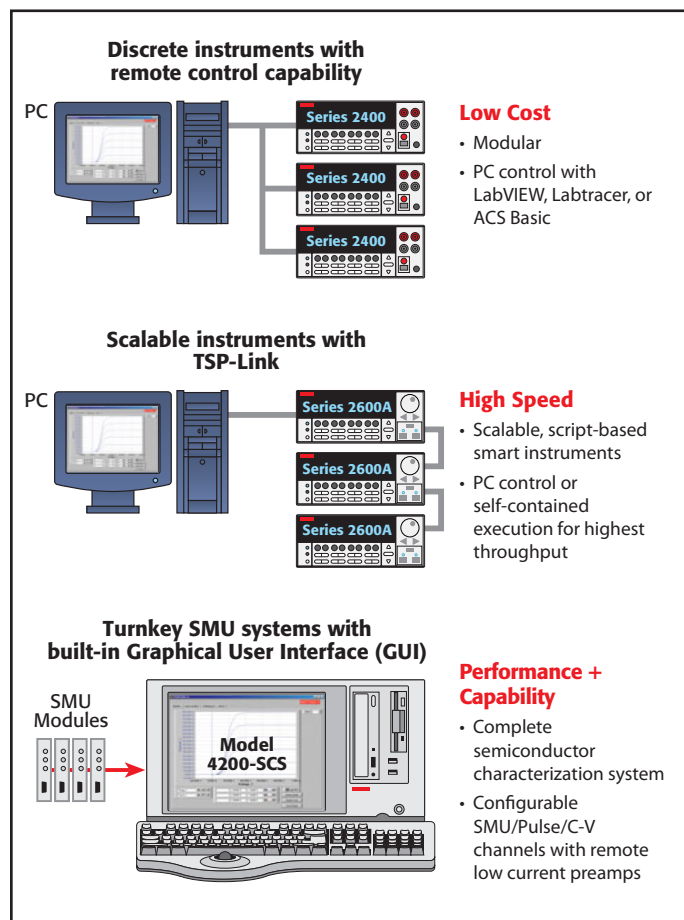 Discrete instruments with
remote control capability
PC
Series 2400
Series 2400
Series 2400
Low Cost
• Modular
• PC control with
LabVIEW, Labtracer, or
ACS Basic
Scalable instruments with
TSP-Link
PC
Series 2600A
Series 2600A
Series 2600A
High Speed
• Scalable, script-based
smart instruments
• PC control or
self-contained
execution for highest
throughput
Turnkey SMU systems with
built-in Graphical User Interface (GUI)
SMU
Modules
Model
4200-SCS
Performance +
Capability
• Complete
semiconductor
characterization system
• Configurable
SMU/Pulse/C-V
channels with remote
low current preamps